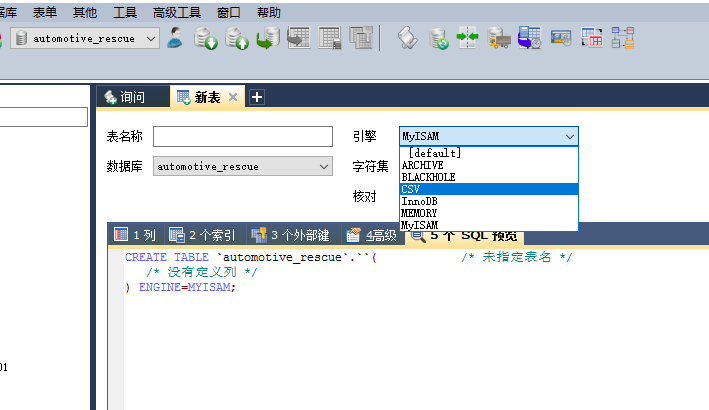 据库 表单 其他 工具 高级工具 窗口 帮助
automotive_rescue
询问 新表
表名称 引擎 MyISAM
[default]
数据库 automotive_rescue 字符集
ARCHIVE
BLACKHOLE
CSV
核对
InnoDB
MEMORY
MyISAM
1 列 2 个索引 3 个外部键 4高级 5 个 SQL 预览
CREATE TABLE `automotive_rescue`.``( /* 未指定表名 */
/* 没有定义列 */
) ENGINE=MYISAM;
01